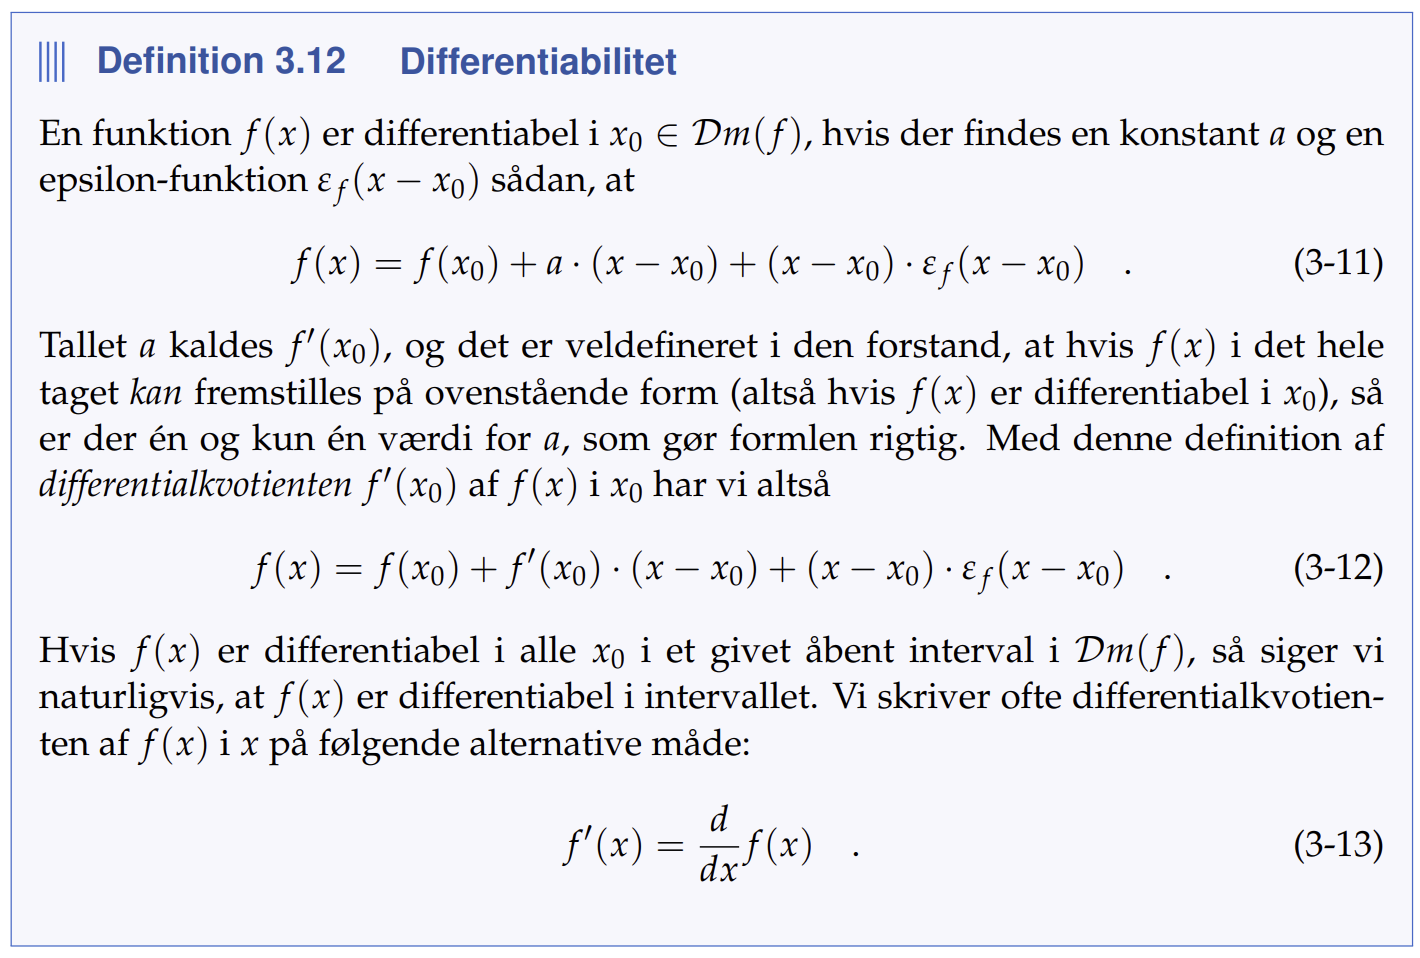 Definition 3.12 Differentiabilitet
En funktion f(x) er differentiabel i x₀ ∈ Dm(f), hvis der findes en konstant a og en
epsilon-funktion ε_f(x − x₀) sådan, at
f(x) = f(x₀) + a · (x − x₀) + (x − x₀) · ε_f(x − x₀) . (3-11)
Tallet a kaldes f′(x₀), og det er veldefineret i den forstand, at hvis f(x) i det hele
taget kan fremstilles på ovenstående form (altså hvis f(x) er differentiabel i x₀), så
er der én og kun én værdi for a, som gør formlen rigtig. Med denne definition af
differentialkvotienten f′(x₀) af f(x) i x₀ har vi altså
f(x) = f(x₀) + f′(x₀) · (x − x₀) + (x − x₀) · ε_f(x − x₀) . (3-12)
Hvis f(x) er differentiabel i alle x₀ i et givet åbent interval i Dm(f), så siger vi
naturligvis, at f(x) er differentiabel i intervallet. Vi skriver ofte differentialkvotien-
ten af f(x) i x på følgende alternative måde:
f′(x) = d/dx f(x) . (3-13)